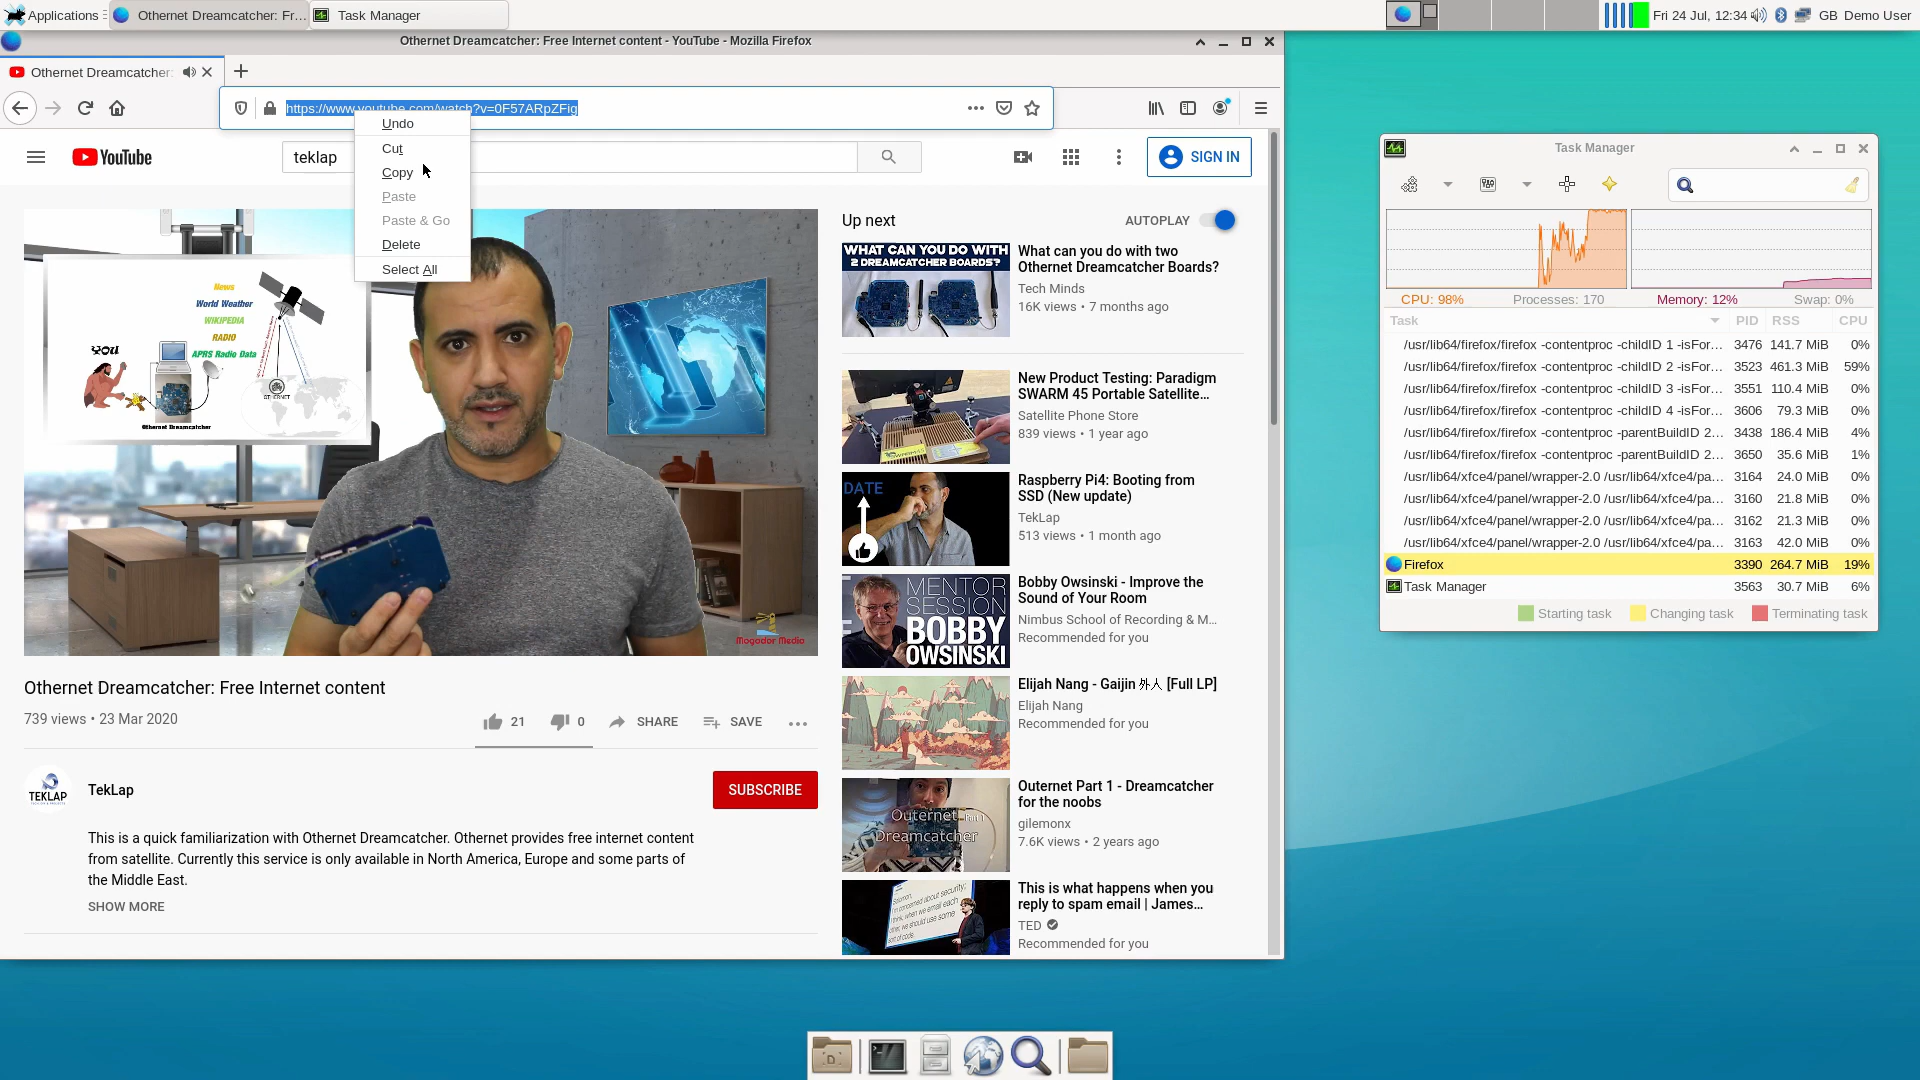 Applications
Othernet Dreamcatcher: Fr...
Task Manager
Fri 24 Jul, 12:34
GB
Demo User
Othernet Dreamcatcher: Free Internet content - YouTube - Mozilla Firefox
Othernet Dreamcatcher:
https://www.youtube.com/watch?v=0F57ARpZFig
Undo
Cut
Copy
Paste
Paste & Go
Delete
Select All
YouTube
teklap
SIGN IN
News
World Weather
WIKIPEDIA
RADIO
APRS Radio Data
YOU
OTHERNET
Othernet Dreamcatcher
Mogador Media
Othernet Dreamcatcher: Free Internet content
739 views • 23 Mar 2020
21
0
SHARE
SAVE
TEKLAP
TekLap
SUBSCRIBE
This is a quick familiarization with Othernet Dreamcatcher. Othernet provides free internet content
from satellite. Currently this service is only available in North America, Europe and some parts of
the Middle East.
SHOW MORE
Up next
AUTOPLAY
WHAT CAN YOU DO WITH
2 DREAMCATCHER BOARDS?
What can you do with two
Othernet Dreamcatcher Boards?
Tech Minds
16K views • 7 months ago
New Product Testing: Paradigm
SWARM 45 Portable Satellite...
Satellite Phone Store
839 views • 1 year ago
DATE
Raspberry Pi4: Booting from
SSD (New update)
TekLap
513 views • 1 month ago
MENTOR
SESSION
BOBBY
OWSINSKI
Bobby Owsinski - Improve the
Sound of Your Room
Nimbus School of Recording & M...
Recommended for you
Elijah Nang - Gaijin 外人 [Full LP]
Elijah Nang
Recommended for you
Outernet Part 1
Dreamcatcher
Outernet Part 1 - Dreamcatcher
for the noobs
gilemonx
7.6K views • 2 years ago
This is what happens when you
reply to spam email | James...
TED
Recommended for you
Task Manager
CPU: 98%
Processes: 170
Memory: 12%
Swap: 0%
Task PID RSS CPU
/usr/lib64/firefox/firefox -contentproc -childID 1 -isFor... 3476 141.7 MiB 0%
/usr/lib64/firefox/firefox -contentproc -childID 2 -isFor... 3523 461.3 MiB 59%
/usr/lib64/firefox/firefox -contentproc -childID 3 -isFor... 3551 110.4 MiB 0%
/usr/lib64/firefox/firefox -contentproc -childID 4 -isFor... 3606 79.3 MiB 0%
/usr/lib64/firefox/firefox -contentproc -parentBuildID 2... 3438 186.4 MiB 4%
/usr/lib64/firefox/firefox -contentproc -parentBuildID 2... 3650 35.6 MiB 1%
/usr/lib64/xfce4/panel/wrapper-2.0 /usr/lib64/xfce4/pa... 3164 24.0 MiB 0%
/usr/lib64/xfce4/panel/wrapper-2.0 /usr/lib64/xfce4/pa... 3160 21.8 MiB 0%
/usr/lib64/xfce4/panel/wrapper-2.0 /usr/lib64/xfce4/pa... 3162 21.3 MiB 0%
/usr/lib64/xfce4/panel/wrapper-2.0 /usr/lib64/xfce4/pa... 3163 42.0 MiB 0%
Firefox 3390 264.7 MiB 19%
Task Manager 3563 30.7 MiB 6%
Starting task
Changing task
Terminating task